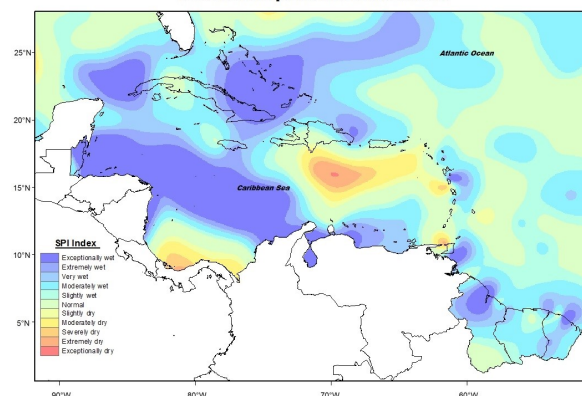 25°N
Atlantic Ocean
20°N
15°N
Caribbean Sea
SPI Index
Exceptionally wet
Extremely wet
Very wet
Moderately wet
Slightly wet
Normal
Slightly dry
Moderately dry
Severely dry
Extremely dry
Exceptionally dry
10°N
5°N
90°W
80°W
70°W
60°W